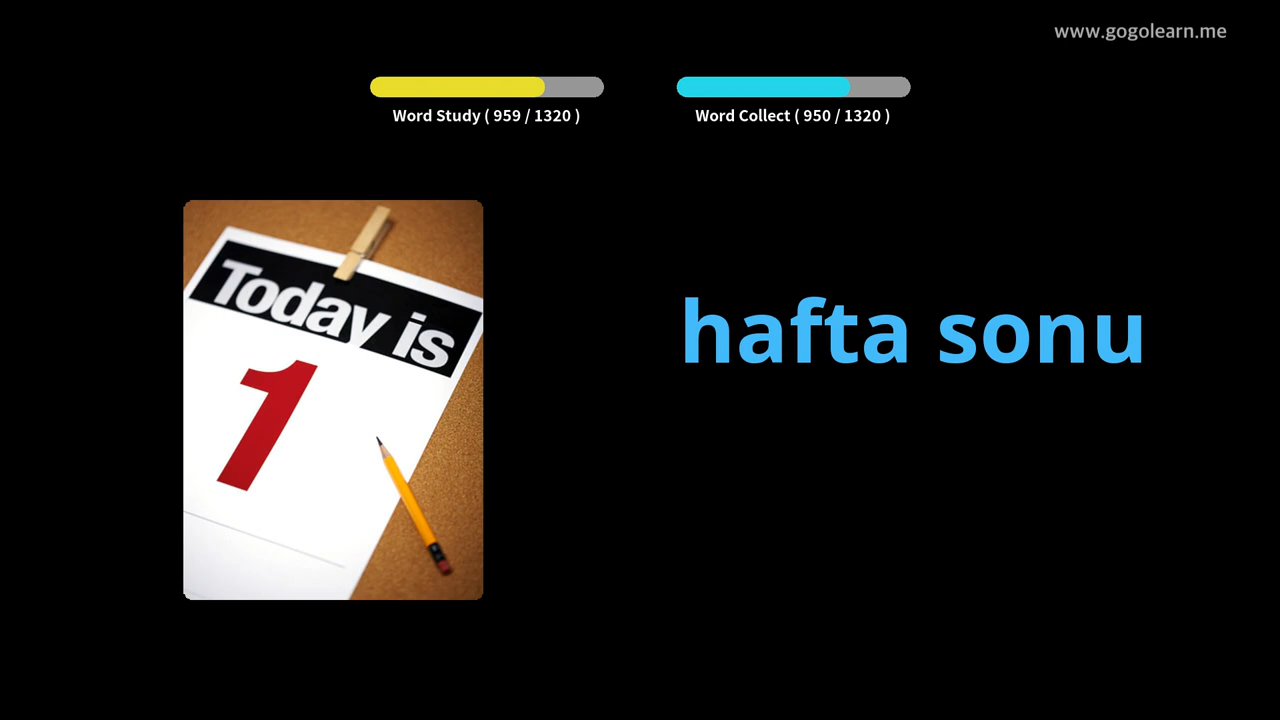 www.gogolearn.me
Word Study ( 959 / 1320 )
Word Collect ( 950 / 1320 )
Today is
1
hafta sonu